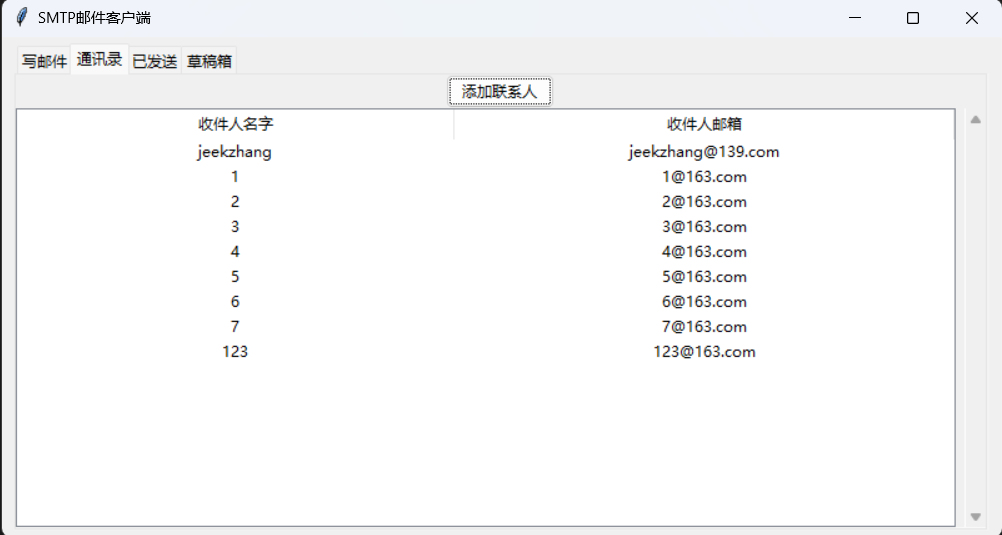 SMTP邮件客户端
写邮件 通讯录 已发送 草稿箱
添加联系人
收件人名字 收件人邮箱
jeekzhang jeekzhang@139.com
1 1@163.com
2 2@163.com
3 3@163.com
4 4@163.com
5 5@163.com
6 6@163.com
7 7@163.com
123 123@163.com